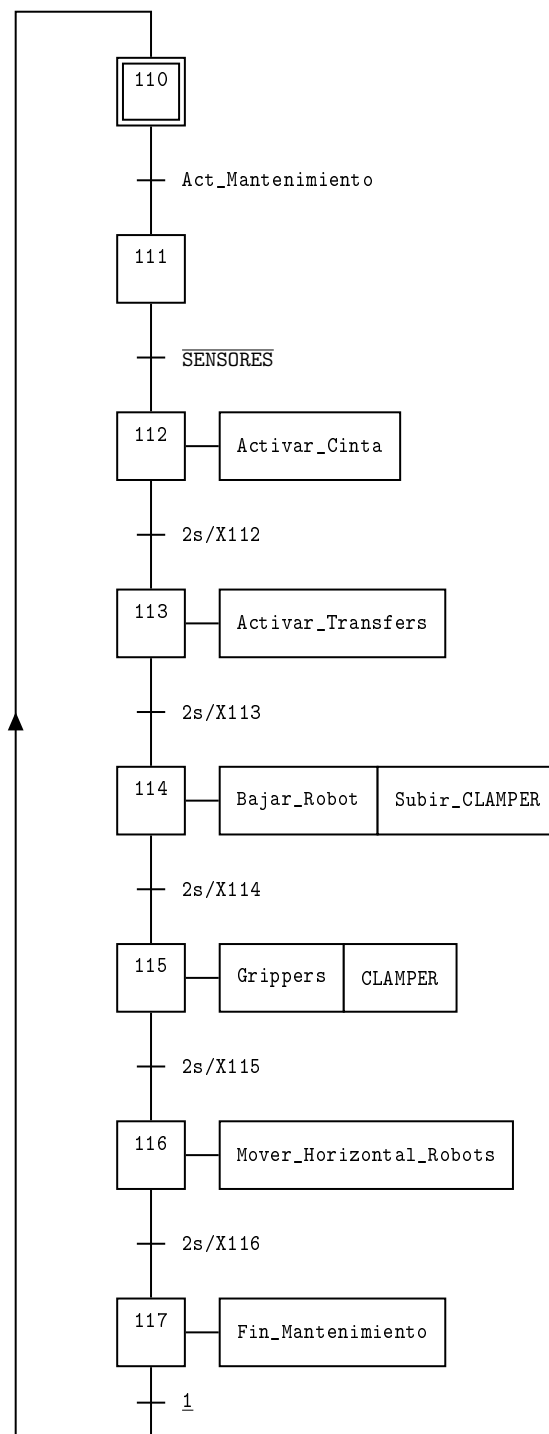 110
Act_Mantenimiento
111
SENSORES
112 Activar_Cinta
2s/X112
113 Activar_Transfers
2s/X113
114 Bajar_Robot Subir_CLAMPER
2s/X114
115 Grippers CLAMPER
2s/X115
116 Mover_Horizontal_Robots
2s/X116
117 Fin_Mantenimiento
1